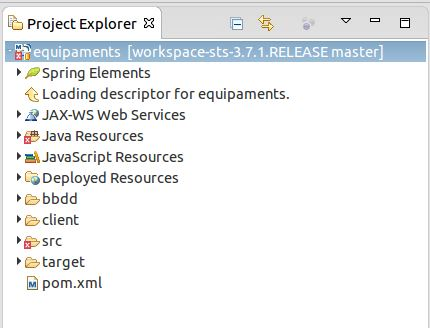 Project Explorer
equipaments [workspace-sts-3.7.1.RELEASE master]
Spring Elements
Loading descriptor for equipaments.
JAX-WS Web Services
Java Resources
JavaScript Resources
Deployed Resources
bbdd
client
src
target
pom.xml